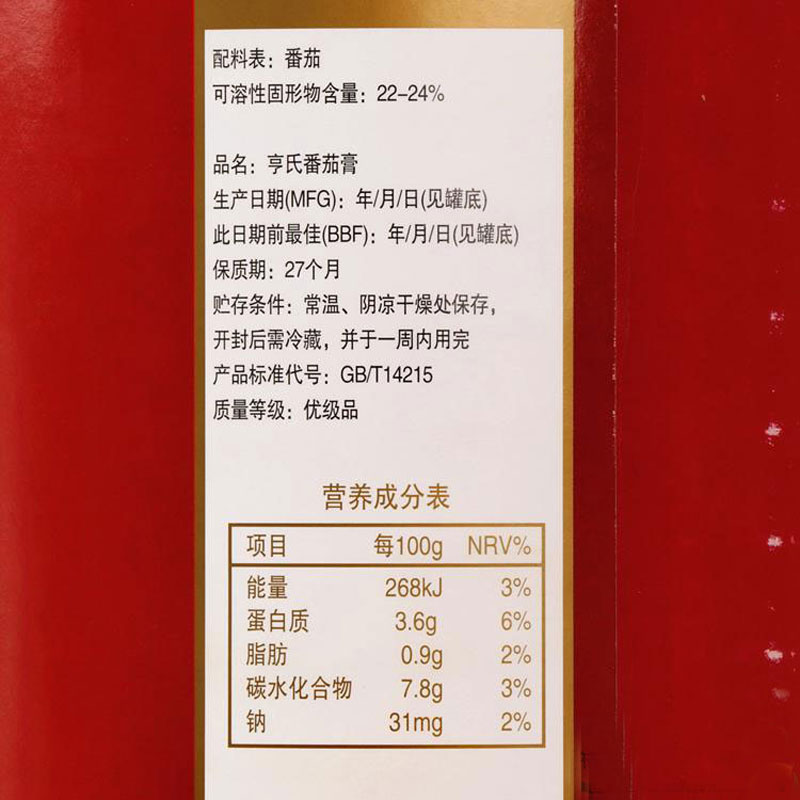 配料表：番茄
可溶性固形物含量：22-24%
品名：亨氏番茄膏
生产日期(MFG)：年/月/日(见罐底)
此日期前最佳(BBF)：年/月/日(见罐底)
保质期：27个月
贮存条件：常温、阴凉干燥处保存，
开封后需冷藏，并于一周内用完
产品标准代号：GB/T14215
质量等级：优级品
营养成分表
项目 每100g NRV%
能量 268kJ 3%
蛋白质 3.6g 6%
脂肪 0.9g 2%
碳水化合物 7.8g 3%
钠 31mg 2%